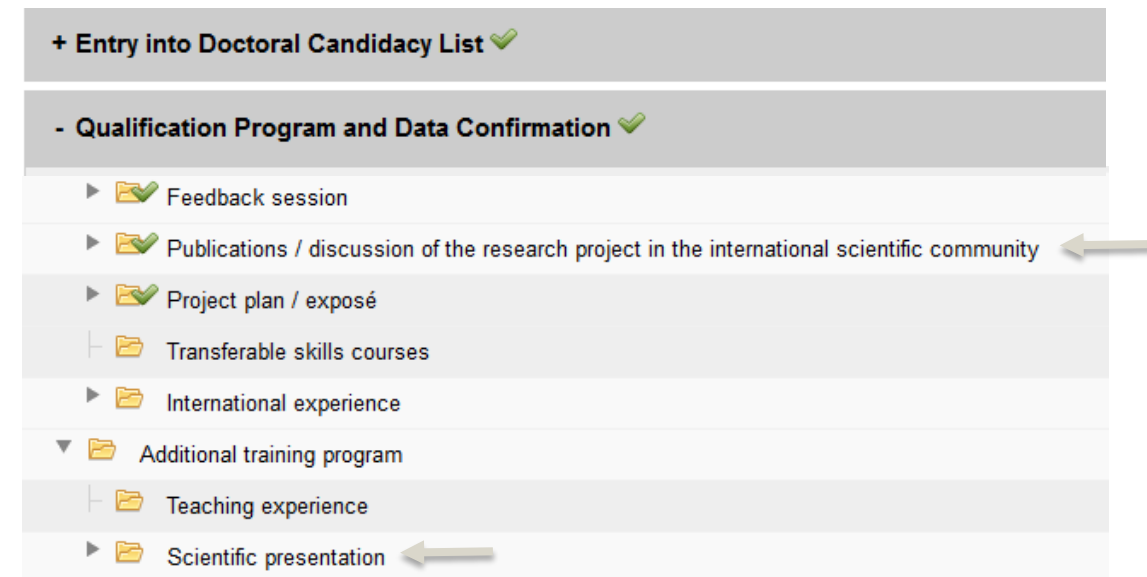 + Entry into Doctoral Candidacy List
- Qualification Program and Data Confirmation
Feedback session
Publications / discussion of the research project in the international scientific community
Project plan / exposé
Transferable skills courses
International experience
Additional training program
Teaching experience
Scientific presentation